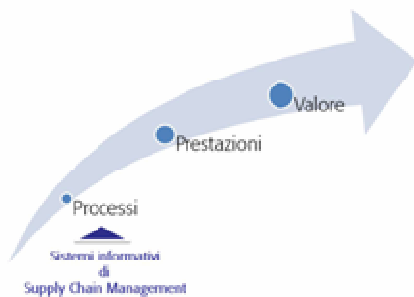 Valore
Prestazioni
Processi
Sistemi informativi
di
Supply Chain Management